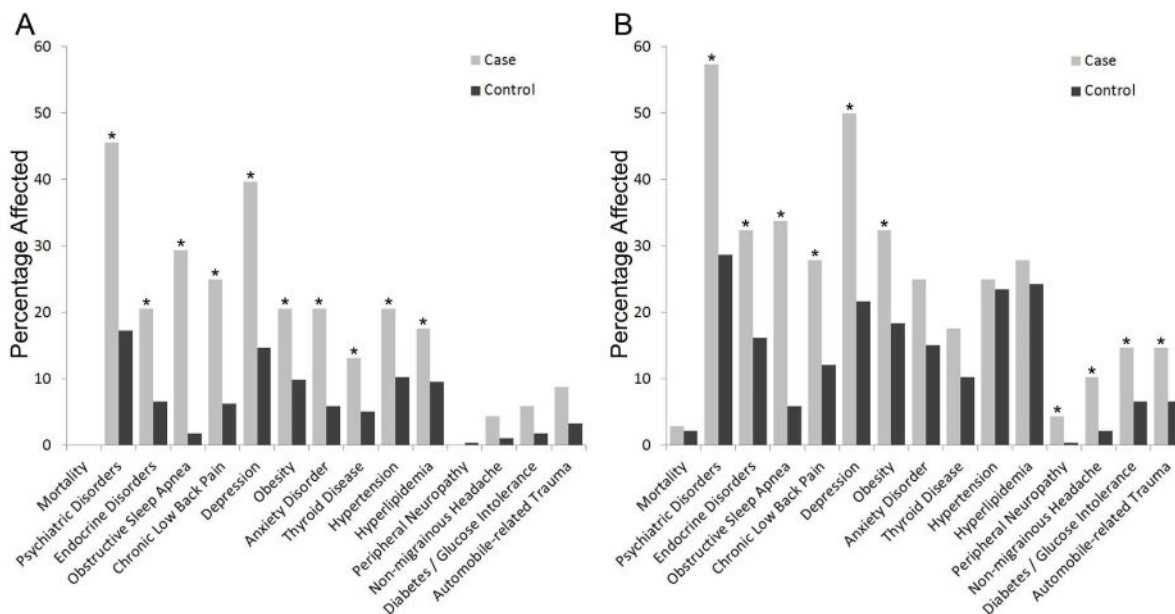 A
Percentage Affected
60
50
40
30
20
10
0
Case
Control
*
*
*
*
*
*
*
*
*
*
Mortality
Psychiatric Disorders
Endocrine Disorders
Obstructive Sleep Apnea
Chronic Low Back Pain
Depression
Obesity
Anxiety Disorder
Thyroid Disease
Hypertension
Hyperlipidemia
Peripheral Neuropathy
Non-migrainous Headache
Diabetes / Glucose Intolerance
Automobile-related Trauma
B
Percentage Affected
60
50
40
30
20
10
0
Case
Control
*
*
*
*
*
*
*
*
*
*
Mortality
Psychiatric Disorders
Endocrine Disorders
Obstructive Sleep Apnea
Chronic Low Back Pain
Depression
Obesity
Anxiety Disorder
Thyroid Disease
Hypertension
Hyperlipidemia
Peripheral Neuropathy
Non-migrainous Headache
Diabetes / Glucose Intolerance
Automobile-related Trauma